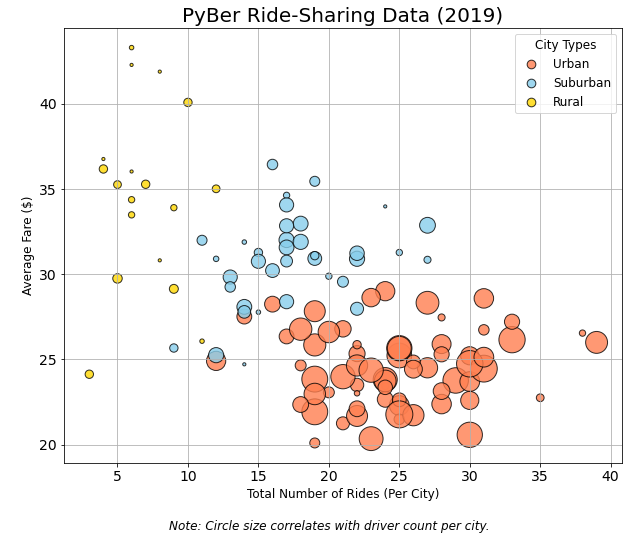 PyBer Ride-Sharing Data (2019)
City Types
Urban
Suburban
Rural
Average Fare ($)
40
35
30
25
20
5 10 15 20 25 30 35 40
Total Number of Rides (Per City)
Note: Circle size correlates with driver count per city.